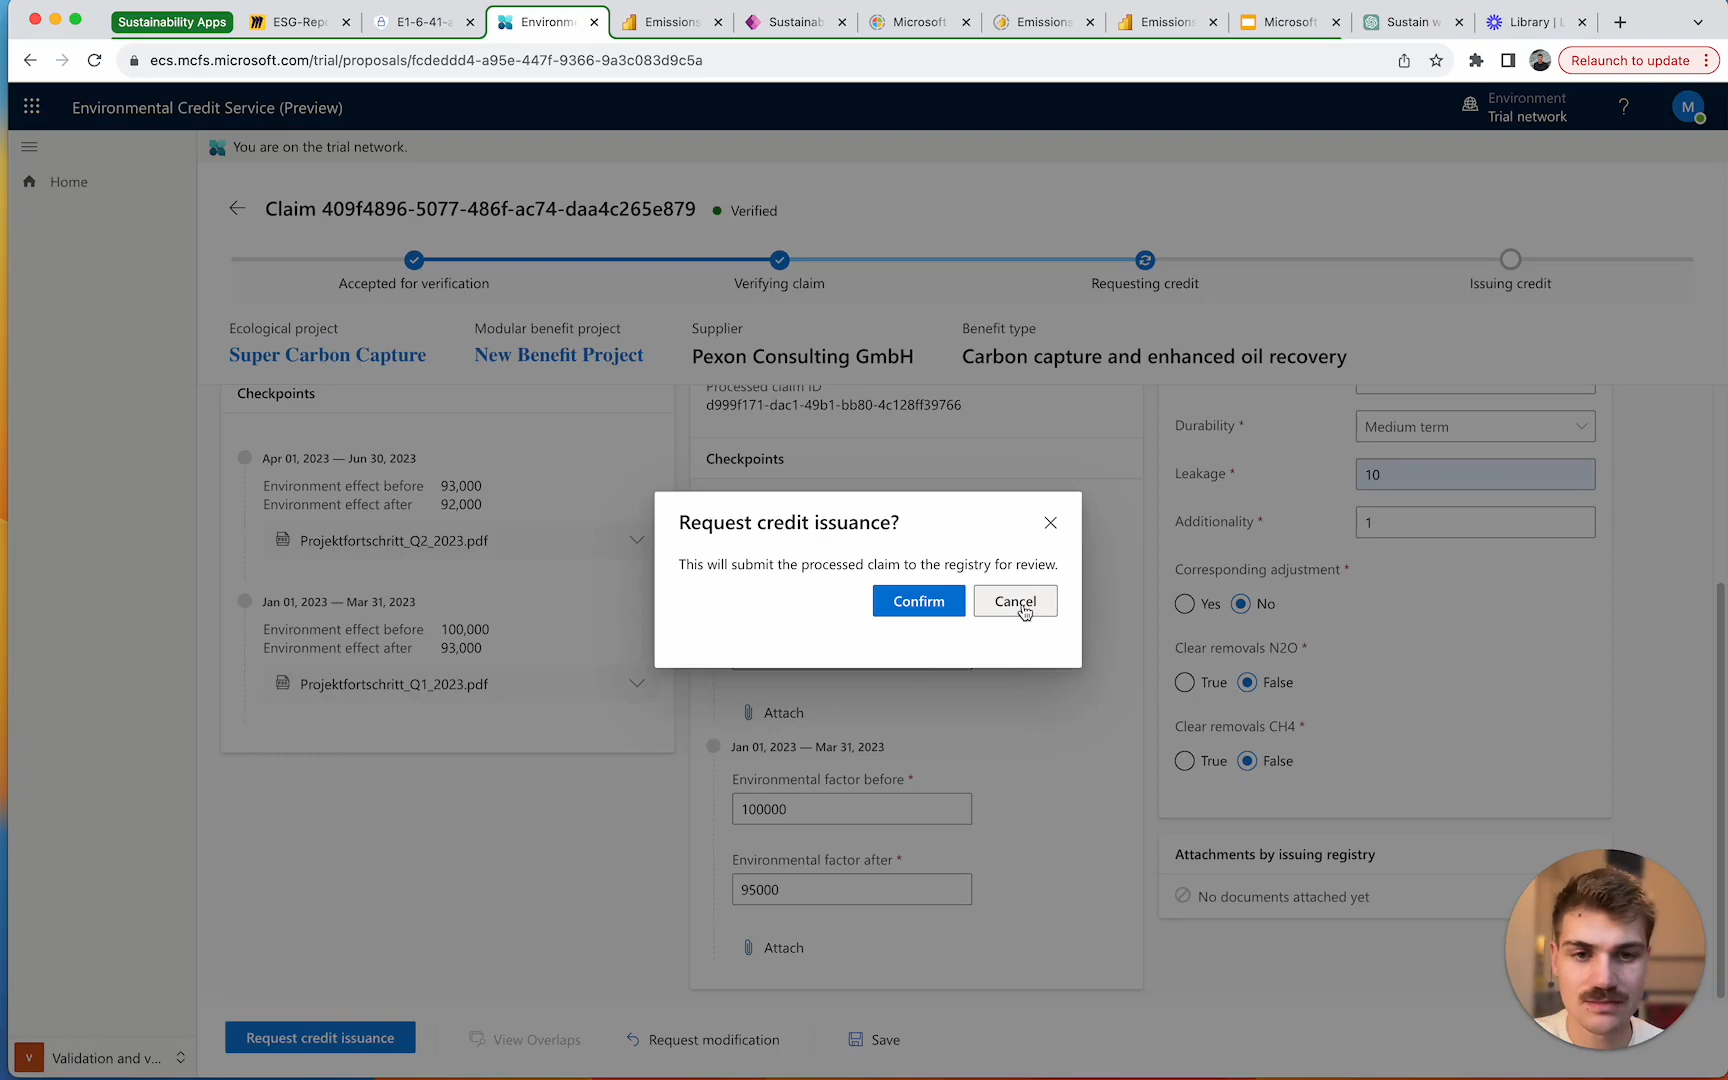 Sustainability Apps
ESG-Rep
E1-6-41-a
Environm
Emissions
Sustainab
Microsoft
Emissions
Emissions
Microsoft
Sustain w
Library | L
ecs.mcfs.microsoft.com/trial/proposals/fcdeddd4-a95e-447f-9366-9a3c083d9c5a
Relaunch to update
Environmental Credit Service (Preview)
Environment
Trial network
?
M
You are on the trial network.
Home
Claim 409f4896-5077-486f-ac74-daa4c265e879
Verified
Accepted for verification
Verifying claim
Requesting credit
Issuing credit
Ecological project
Super Carbon Capture
Modular benefit project
New Benefit Project
Supplier
Pexon Consulting GmbH
Benefit type
Carbon capture and enhanced oil recovery
Checkpoints
Apr 01, 2023 — Jun 30, 2023
Environment effect before 93,000
Environment effect after 92,000
Projektfortschritt_Q2_2023.pdf
Jan 01, 2023 — Mar 31, 2023
Environment effect before 100,000
Environment effect after 93,000
Projektfortschritt_Q1_2023.pdf
Processed claim ID
d999f171-dac1-49b1-bb80-4c128ff39766
Checkpoints
Request credit issuance?
This will submit the processed claim to the registry for review.
Confirm
Cancel
Attach
Jan 01, 2023 — Mar 31, 2023
Environmental factor before *
100000
Environmental factor after *
95000
Attach
Durability *
Medium term
Leakage *
10
Additionality *
1
Corresponding adjustment *
Yes
No
Clear removals N2O *
True
False
Clear removals CH4 *
True
False
Attachments by issuing registry
No documents attached yet
Request credit issuance
View Overlaps
Request modification
Save
V
Validation and v...